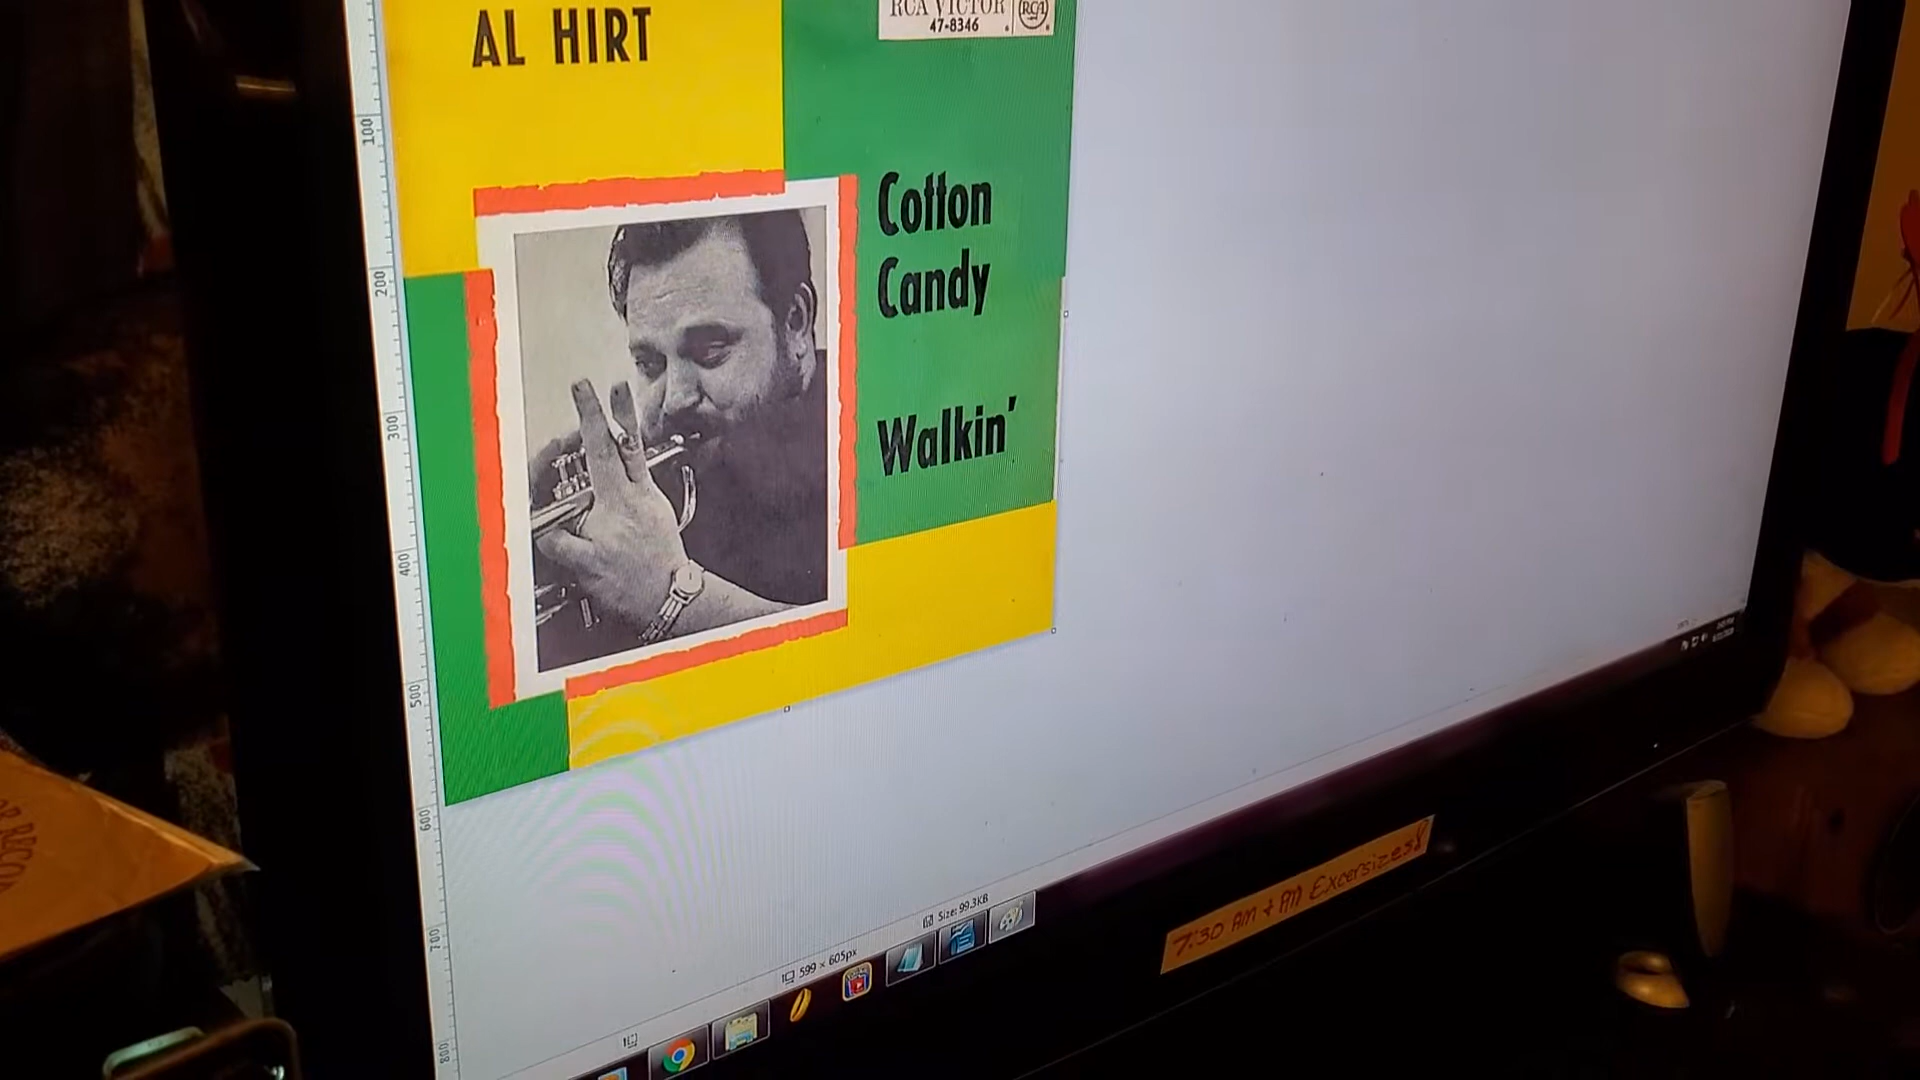 AL HIRT
RCA VICTOR
47-8346
RCA
Cotton
Candy
Walkin'
100
200
300
400
500
600
700
800
Size: 99.3KB
599 × 605px
7:30 AM & PM Excersizes!